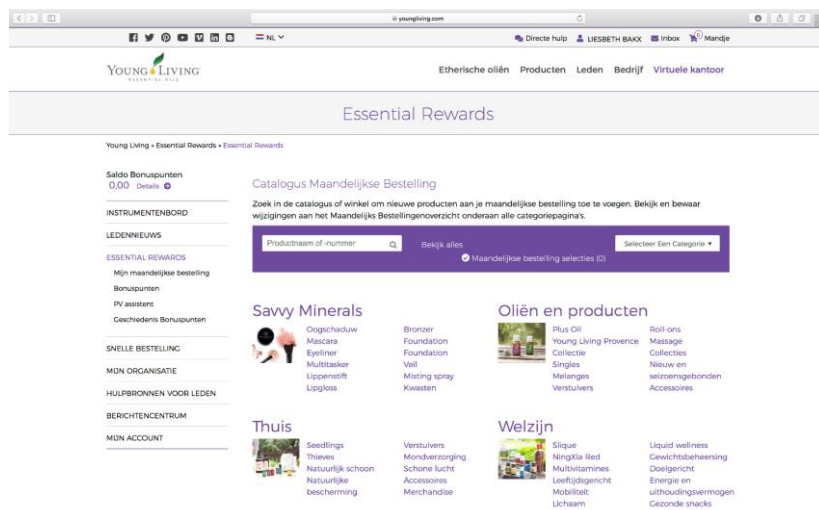 youngliving.com
NL
Directe hulp
LIESBETH BAKX
Inbox
0
Mandje
YOUNG LIVING
ESSENTIAL OILS
Etherische oliën Producten Leden Bedrijf Virtuele kantoor
Essential Rewards
Young Living • Essential Rewards • Essential Rewards
Saldo Bonuspunten
0,00 Details
INSTRUMENTENBORD
LEDENNIEUWS
ESSENTIAL REWARDS
Mijn maandelijkse bestelling
Bonuspunten
PV assistent
Geschiedenis Bonuspunten
SNELLE BESTELLING
MIJN ORGANISATIE
HULPBRONNEN VOOR LEDEN
BERICHTENCENTRUM
MIJN ACCOUNT
Catalogus Maandelijkse Bestelling
Zoek in de catalogus of winkel om nieuwe producten aan je maandelijkse bestelling toe te voegen. Bekijk en bewaar
wijzigingen aan het Maandelijks Bestellingenoverzicht onderaan alle categoriepagina's.
Productnaam of -nummer
Bekijk alles
Selecteer Een Categorie
Maandelijkse bestelling selecties (0)
Savvy Minerals
Oogschaduw
Mascara
Eyeliner
Multitasker
Lippenstift
Lipgloss
Bronzer
Foundation
Foundation
Veil
Misting spray
Kwasten
Oliën en producten
Plus Oil
Young Living Provence
Collectie
Singles
Melanges
Verstuivers
Roll-ons
Massage
Collecties
Nieuw en
seizoensgebonden
Accessoires
Thuis
Seedlings
Thieves
Natuurlijk schoon
Natuurlijke
bescherming
Verstuivers
Mondverzorging
Schone lucht
Accessoires
Merchandise
Welzijn
Slique
NingXia Red
Multivitamines
Leeftijdsgericht
Mobiliteit
Lichaam
Liquid wellness
Gewichtsbeheersing
Doelgericht
Energie en
uithoudingsvermogen
Gezonde snacks